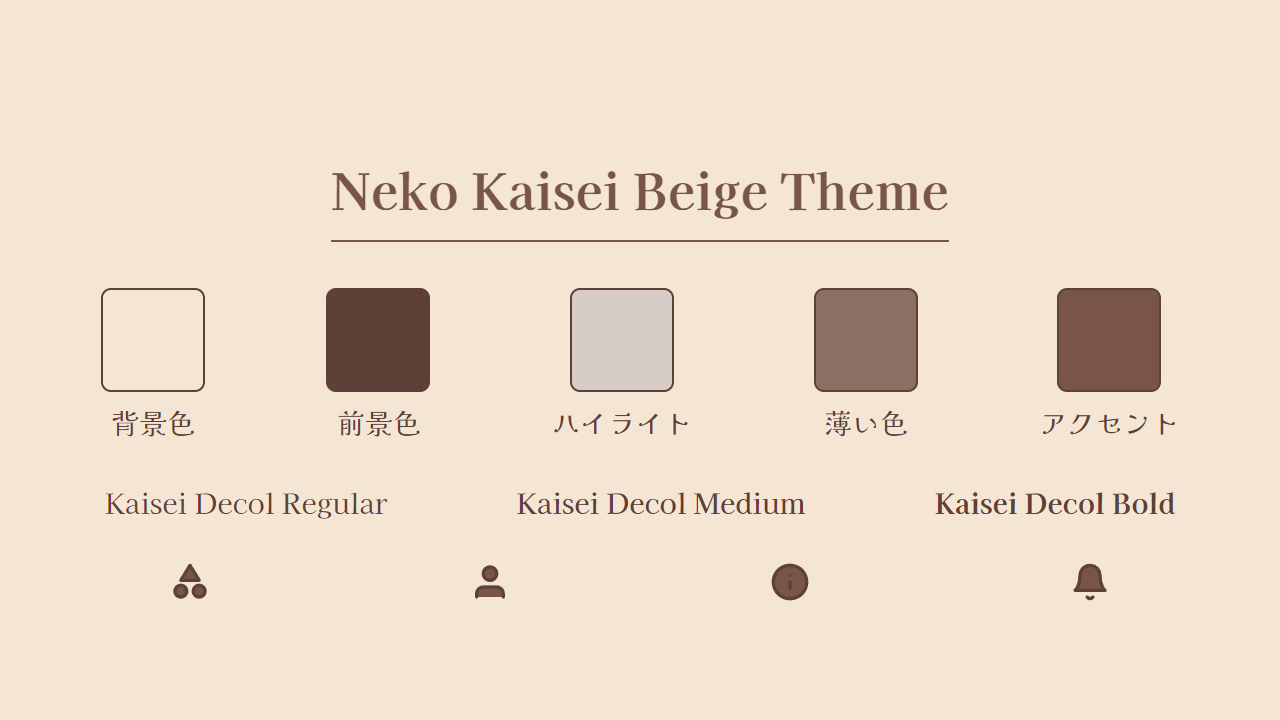 Neko Kaisei Beige Theme
背景色
前景色
ハイライト
薄い色
アクセント
Kaisei Decol Regular
Kaisei Decol Medium
Kaisei Decol Bold